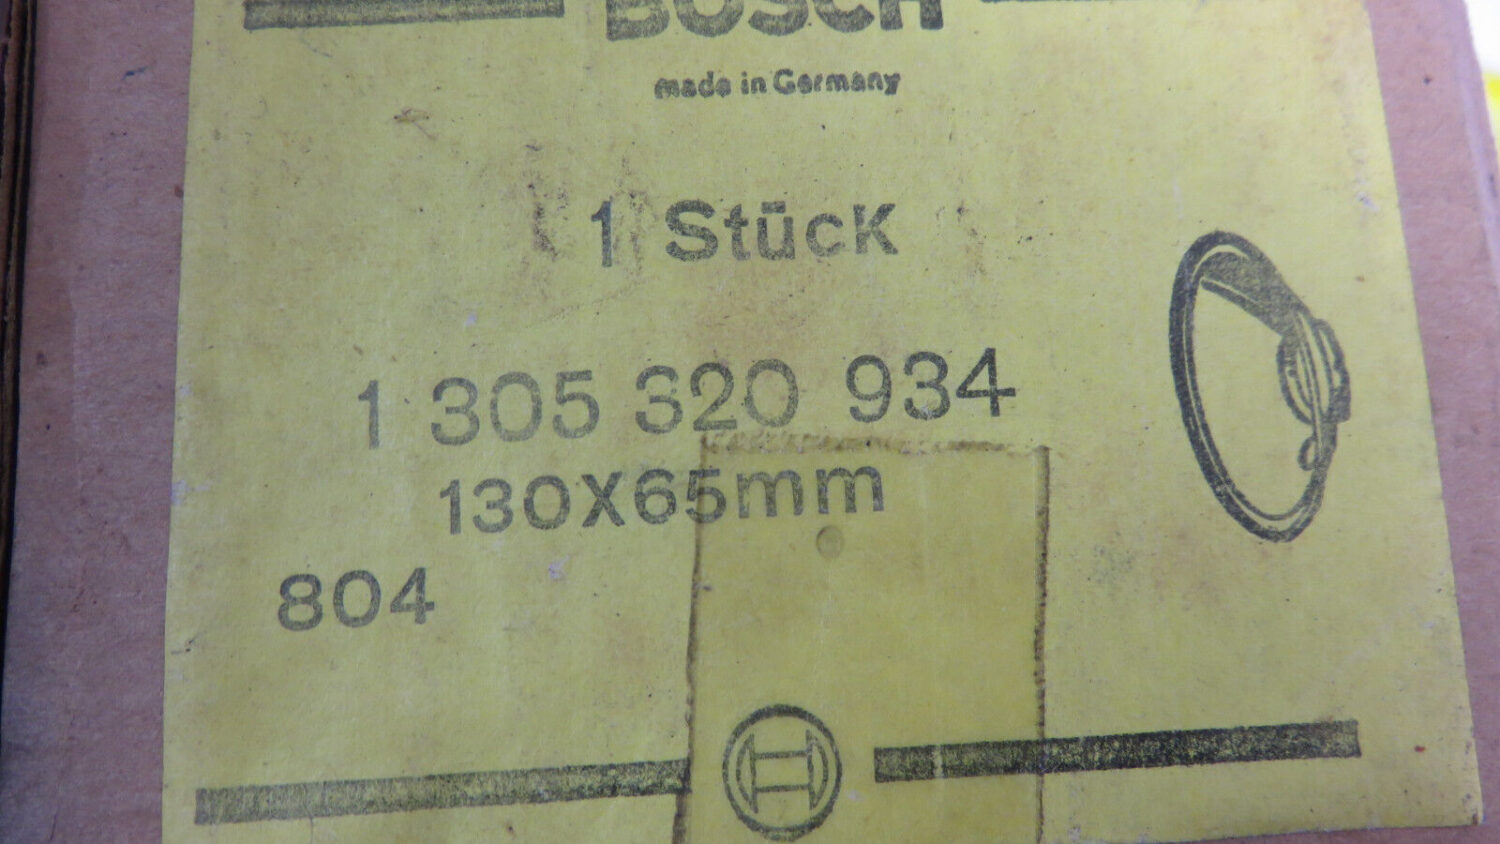 BOSCH
made in Germany
1 Stück
1 305 320 934
130X65mm
804